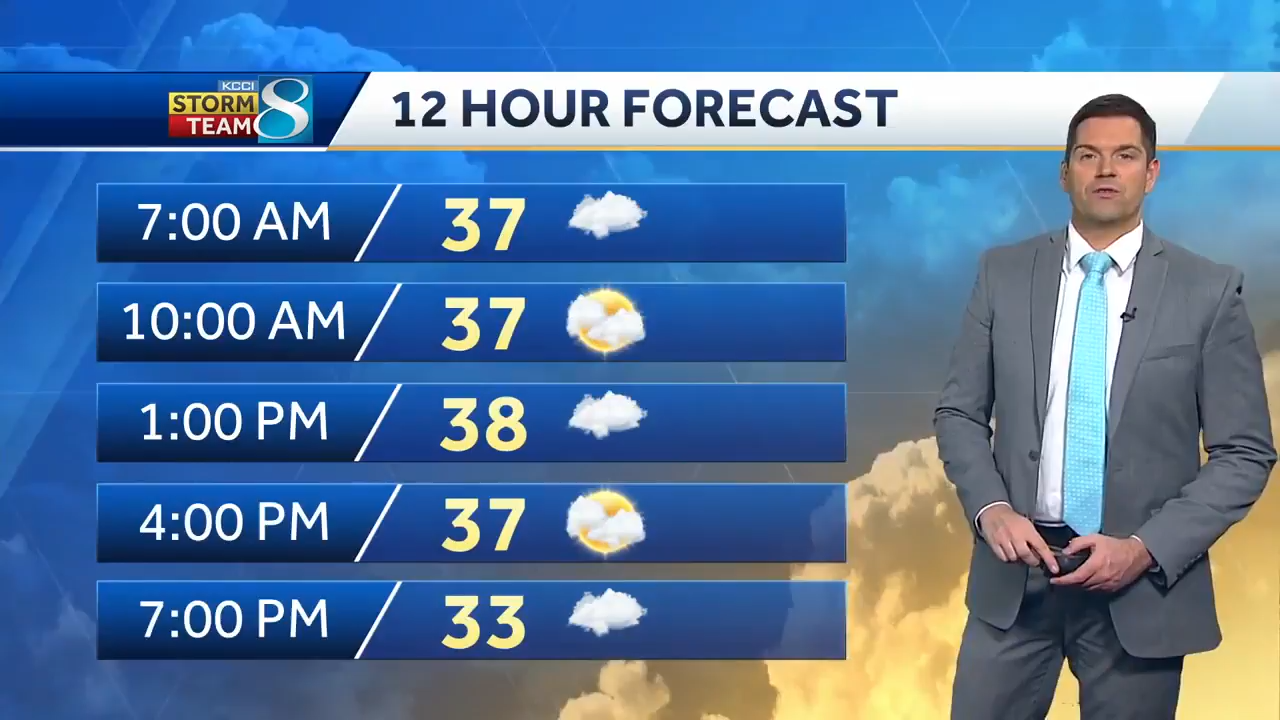 KCCI
STORM
TEAM 8
12 HOUR FORECAST
7:00 AM 37
10:00 AM 37
1:00 PM 38
4:00 PM 37
7:00 PM 33